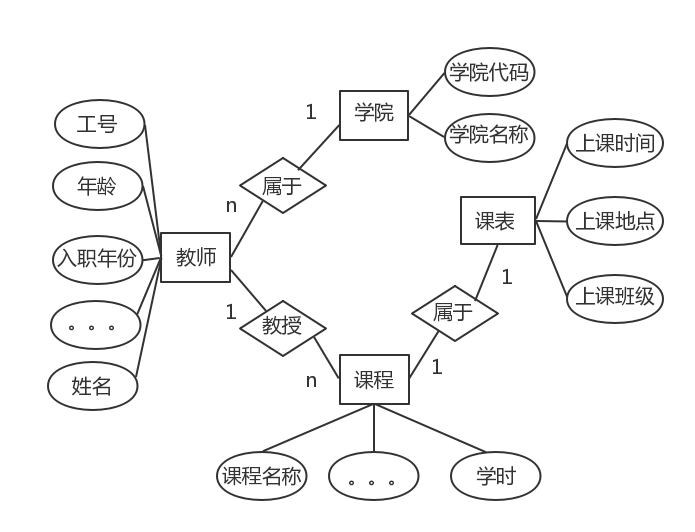 学院代码
1
学院
学院名称
工号
上课时间
年龄
属于
n
课表
上课地点
入职年份
教师
1
上课班级
。。。
1
教授
属于
姓名
n
课程
1
课程名称
。。。
学时